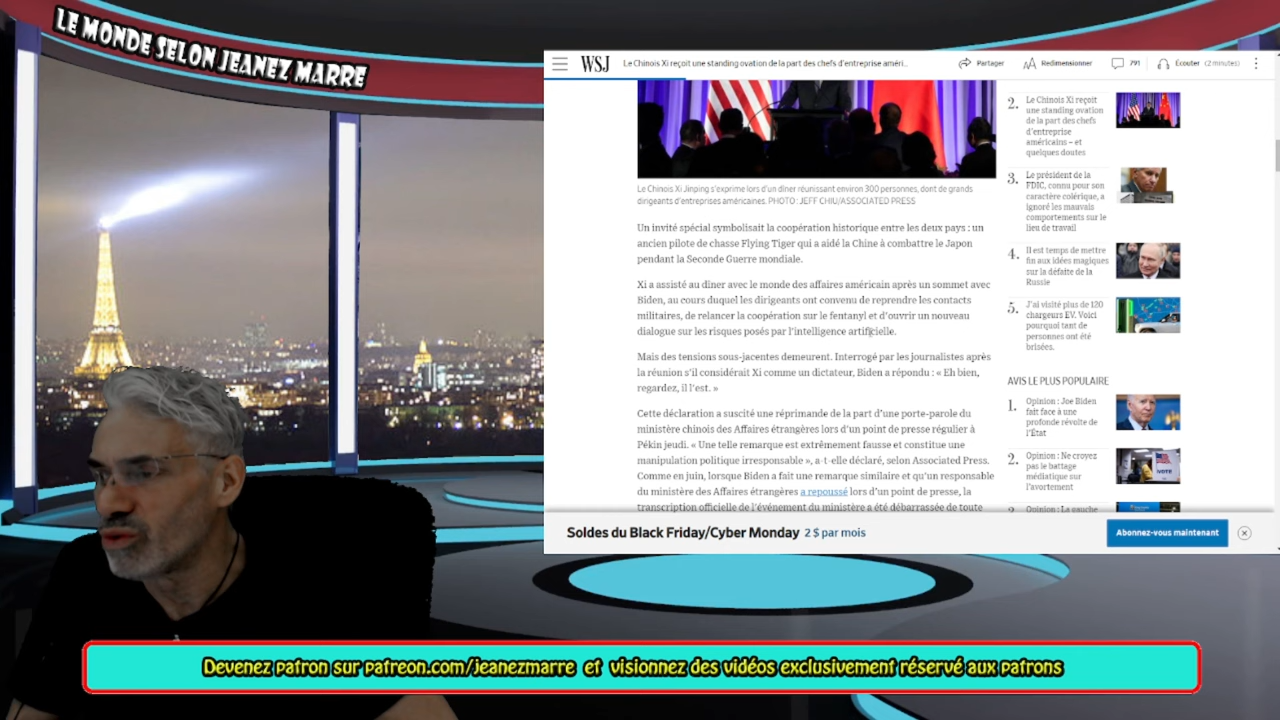 LE MONDE SELON JEANEZ MARRE
WSJ
Le Chinois Xi reçoit une standing ovation de la part des chefs d'entreprise améri...
Partager
Redimensionner
791
Écouter (2 minutes)
Le Chinois Xi Jinping s'exprime lors d'un dîner réunissant environ 300 personnes, dont de grands
dirigeants d'entreprises américaines. PHOTO : JEFF CHIU/ASSOCIATED PRESS
Un invité spécial symbolisait la coopération historique entre les deux pays : un
ancien pilote de chasse Flying Tiger qui a aidé la Chine à combattre le Japon
pendant la Seconde Guerre mondiale.
Xi a assisté au dîner avec le monde des affaires américain après un sommet avec
Biden, au cours duquel les dirigeants ont convenu de reprendre les contacts
militaires, de relancer la coopération sur le fentanyl et d'ouvrir un nouveau
dialogue sur les risques posés par l'intelligence artificielle.
Mais des tensions sous-jacentes demeurent. Interrogé par les journalistes après
la réunion s'il considérait Xi comme un dictateur, Biden a répondu : « Eh bien,
regardez, il l'est. »
Cette déclaration a suscité une réprimande de la part d'une porte-parole du
ministère chinois des Affaires étrangères lors d'un point de presse régulier à
Pékin jeudi. « Une telle remarque est extrêmement fausse et constitue une
manipulation politique irresponsable », a-t-elle déclaré, selon Associated Press.
Comme en juin, lorsque Biden a fait une remarque similaire et qu'un responsable
du ministère des Affaires étrangères a repoussé lors d'un point de presse, la
transcription officielle de l'événement du ministère a été débarrassée de toute
2.
Le Chinois Xi reçoit
une standing ovation
de la part des chefs
d'entreprise
américains – et
quelques doutes
3.
Le président de la
FDIC, connu pour son
caractère colérique, a
ignoré les mauvais
comportements sur le
lieu de travail
4.
Il est temps de mettre
fin aux idées magiques
sur la défaite de la
Russie
5.
J'ai visité plus de 120
chargeurs EV. Voici
pourquoi tant de
personnes ont été
brisées.
AVIS LE PLUS POPULAIRE
1.
Opinion : Joe Biden
fait face à une
profonde révolte de
l'État
2.
Opinion : Ne croyez
pas le battage
médiatique sur
l'avortement
VOTE
3.
Opinion : La gauche
Soldes du Black Friday/Cyber Monday 2 $ par mois
Abonnez-vous maintenant
Devenez patron sur patreon.com/jeanezmarre et visionnez des vidéos exclusivement réservé aux patrons